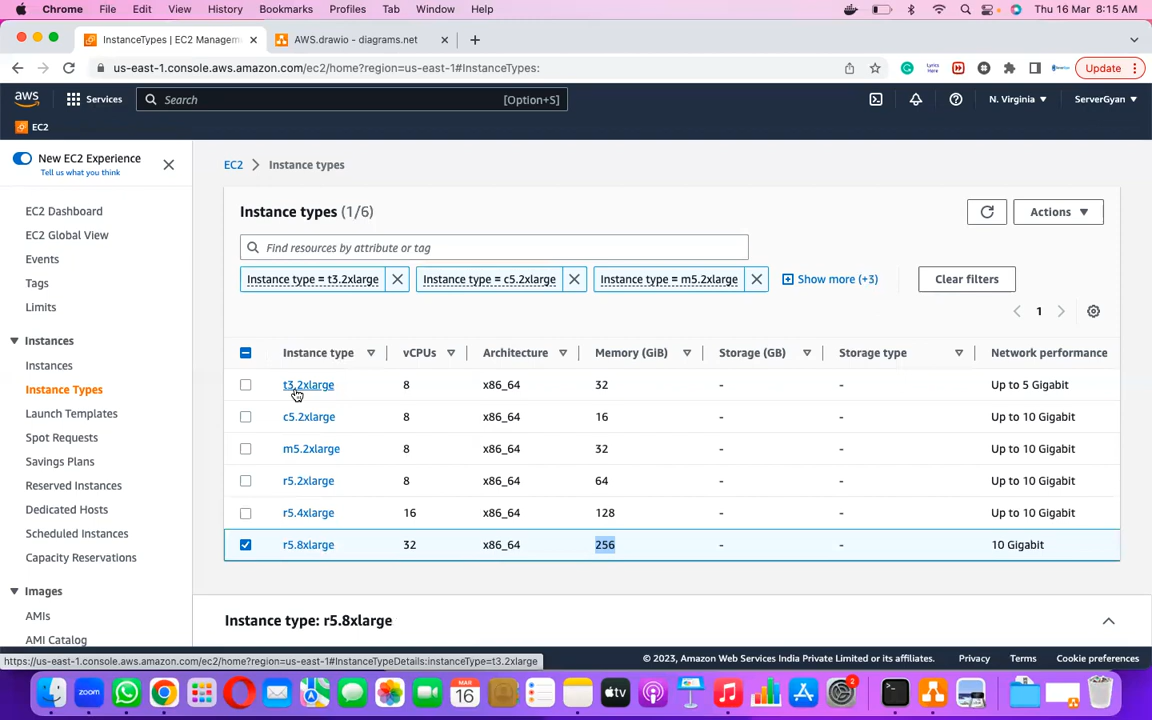 Chrome File Edit View History Bookmarks Profiles Tab Window Help Thu 16 Mar 8:15 AM
InstanceTypes | EC2 Managem AWS.drawio - diagrams.net
us-east-1.console.aws.amazon.com/ec2/home?region=us-east-1#InstanceTypes: Update
aws Services Search [Option+S] N. Virginia ServerGyan
EC2
New EC2 Experience
Tell us what you think
EC2 Dashboard
EC2 Global View
Events
Tags
Limits
Instances
Instances
Instance Types
Launch Templates
Spot Requests
Savings Plans
Reserved Instances
Dedicated Hosts
Scheduled Instances
Capacity Reservations
Images
AMIs
AMI Catalog
EC2 > Instance types
Instance types (1/6) Actions
Find resources by attribute or tag
Instance type = t3.2xlarge Instance type = c5.2xlarge Instance type = m5.2xlarge Show more (+3) Clear filters
1
Instance type vCPUs Architecture Memory (GiB) Storage (GB) Storage type Network performance
t3.2xlarge 8 x86_64 32 - - Up to 5 Gigabit
c5.2xlarge 8 x86_64 16 - - Up to 10 Gigabit
m5.2xlarge 8 x86_64 32 - - Up to 10 Gigabit
r5.2xlarge 8 x86_64 64 - - Up to 10 Gigabit
r5.4xlarge 16 x86_64 128 - - Up to 10 Gigabit
r5.8xlarge 32 x86_64 256 - - 10 Gigabit
Instance type: r5.8xlarge
https://us-east-1.console.aws.amazon.com/ec2/home?region=us-east-1#InstanceTypeDetails:instanceType=t3.2xlarge
© 2023, Amazon Web Services India Private Limited or its affiliates. Privacy Terms Cookie preferences
zoom MAR 16 tv 2